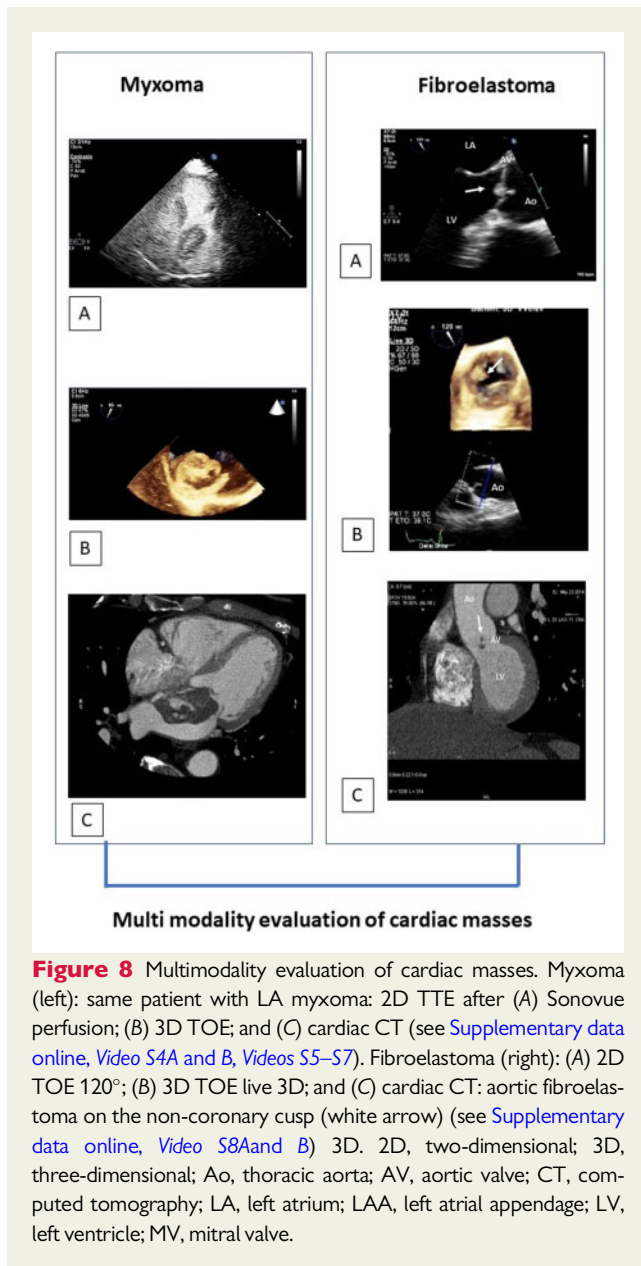 Myxoma
Fibroelastoma
A
B
C
LA
AV
Ao
LV
A
Live 3D
Ao
B
Ao
AV
LV
C
Multi modality evaluation of cardiac masses
Figure 8 Multimodality evaluation of cardiac masses. Myxoma
(left): same patient with LA myxoma: 2D TTE after (A) Sonovue
perfusion; (B) 3D TOE; and (C) cardiac CT (see Supplementary data
online, Video S4A and B, Videos S5–S7). Fibroelastoma (right): (A) 2D
TOE 120°; (B) 3D TOE live 3D; and (C) cardiac CT: aortic fibroelas-
toma on the non-coronary cusp (white arrow) (see Supplementary
data online, Video S8Aand B) 3D. 2D, two-dimensional; 3D,
three-dimensional; Ao, thoracic aorta; AV, aortic valve; CT, com-
puted tomography; LA, left atrium; LAA, left atrial appendage; LV,
left ventricle; MV, mitral valve.